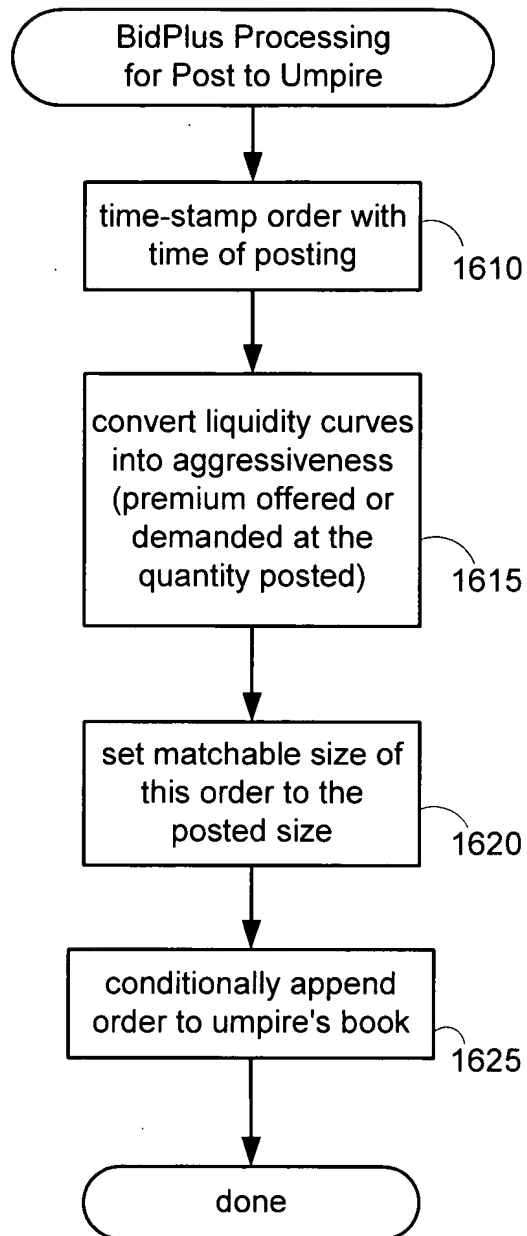 BidPlus Processing
for Post to Umpire
time-stamp order with
time of posting
1610
convert liquidity curves
into aggressiveness
(premium offered or
demanded at the
quantity posted)
1615
set matchable size of
this order to the
posted size
1620
conditionally append
order to umpire's book
1625
done